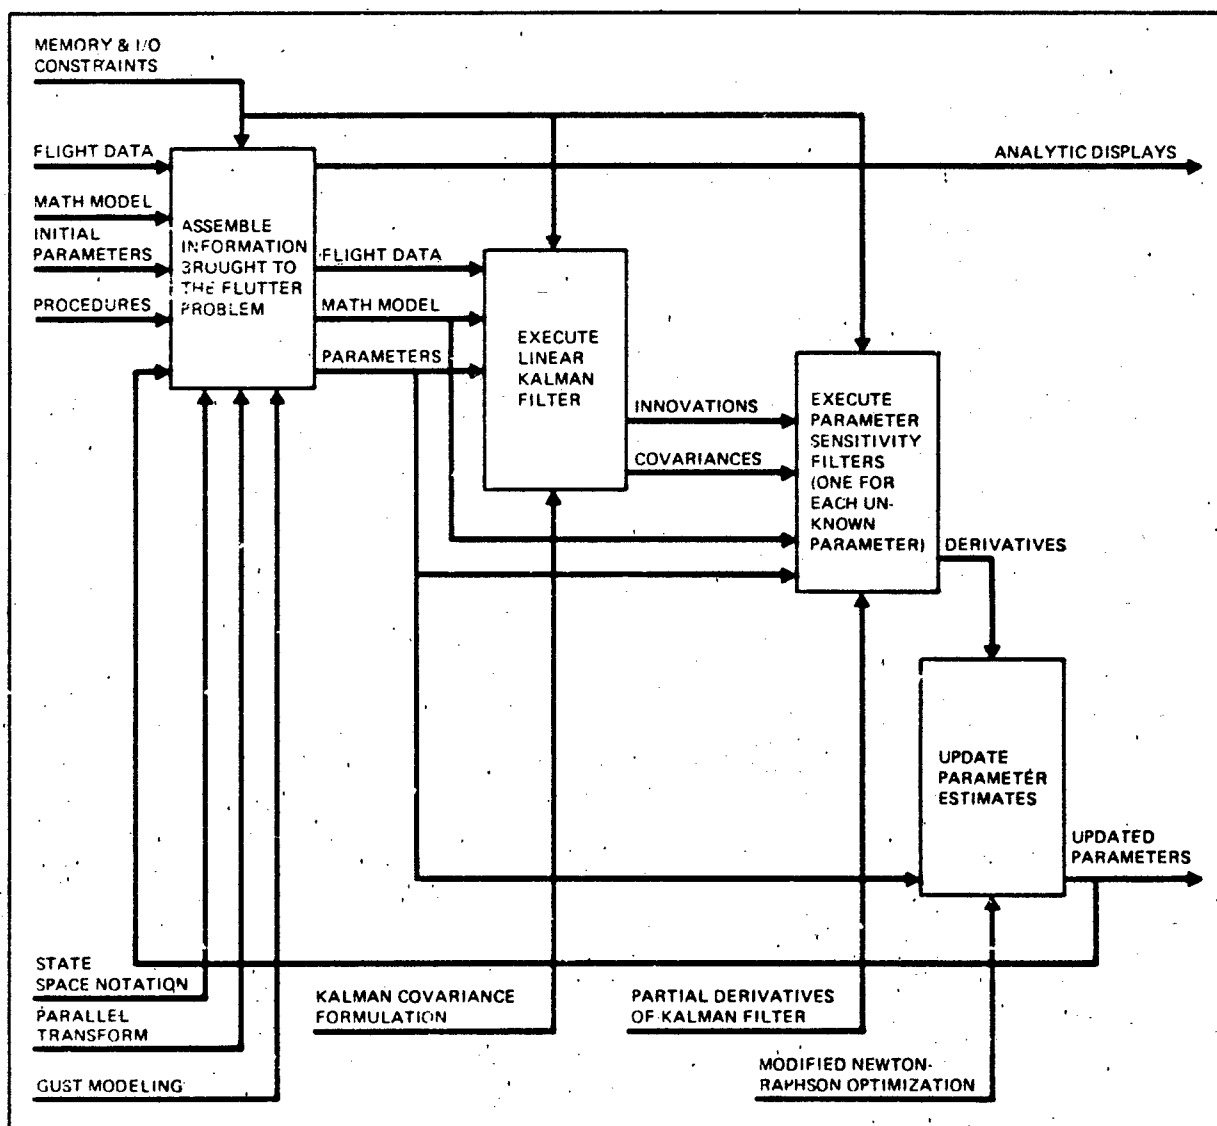 MEMORY & I/O
CONSTRAINTS
FLIGHT DATA
MATH MODEL
INITIAL
PARAMETERS
PROCEDURES
ASSEMBLE
INFORMATION
BROUGHT TO
THE FLUTTER
PROBLEM
ANALYTIC DISPLAYS
FLIGHT DATA
MATH MODEL
PARAMETERS
EXECUTE
LINEAR
KALMAN
FILTER
INNOVATIONS
COVARIANCES
EXECUTE
PARAMETER
SENSITIVITY
FILTERS
(ONE FOR
EACH UN-
KNOWN
PARAMETER)
DERIVATIVES
UPDATE
PARAMETER
ESTIMATES
UPDATED
PARAMETERS
STATE
SPACE NOTATION
PARALLEL
TRANSFORM
GUST MODELING
KALMAN COVARIANCE
FORMULATION
PARTIAL DERIVATIVES
OF KALMAN FILTER
MODIFIED NEWTON-
RAPHSON OPTIMIZATION